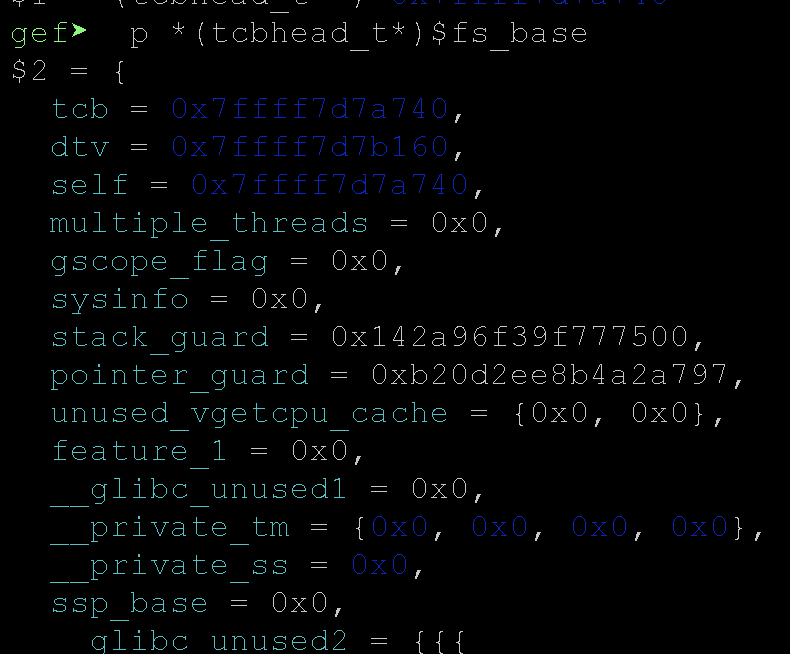 gef➤  p *(tcbhead_t*)$fs_base
$2 = {
  tcb = 0x7ffff7d7a740,
  dtv = 0x7ffff7d7b160,
  self = 0x7ffff7d7a740,
  multiple_threads = 0x0,
  gscope_flag = 0x0,
  sysinfo = 0x0,
  stack_guard = 0x142a96f39f777500,
  pointer_guard = 0xb20d2ee8b4a2a797,
  unused_vgetcpu_cache = {0x0, 0x0},
  feature_1 = 0x0,
  __glibc_unused1 = 0x0,
  __private_tm = {0x0, 0x0, 0x0, 0x0},
  __private_ss = 0x0,
  ssp_base = 0x0,
  __glibc_unused2 = {{{